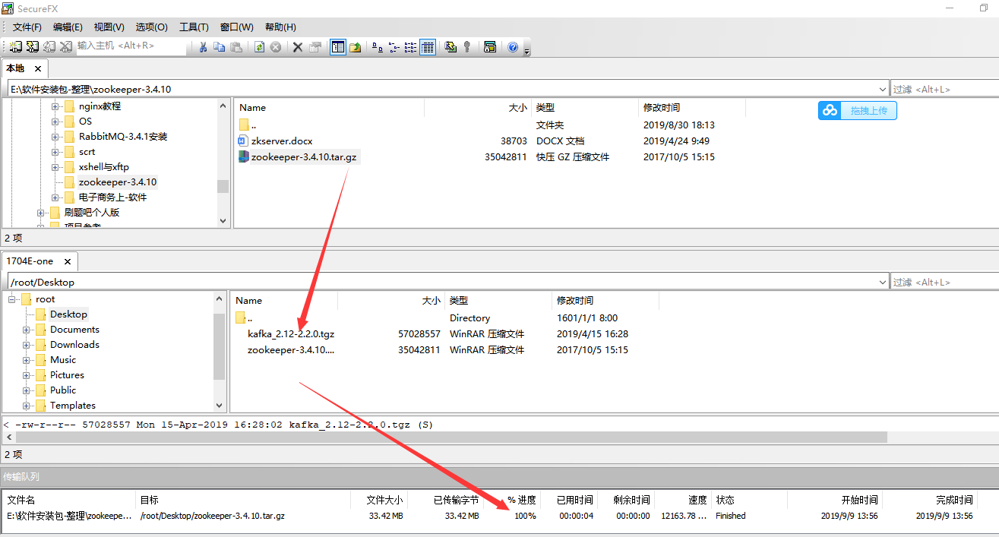 SecureFX
文件(F) 编辑(E) 视图(V) 选项(O) 工具(T) 窗口(W) 帮助(H)
输入主机 <Alt+R>
本地
E:\软件安装包-整理\zookeeper-3.4.10 过滤 <Alt+L>
nginx教程
OS
RabbitMQ-3.4.1安装
scrt
xshell与xftp
zookeeper-3.4.10
电子商务上-软件
刷题吧个人版
项目参考
Name 大小 类型 修改时间
.. 文件夹 2019/8/30 18:13
zkserver.docx 38703 DOCX 文档 2019/4/24 9:49
zookeeper-3.4.10.tar.gz 35042811 快压 GZ 压缩文件 2017/10/5 15:15
拖拽上传
2 项
1704E-one
/root/Desktop 过滤 <Alt+L>
root
Desktop
Documents
Downloads
Music
Pictures
Public
Templates
Name 大小 类型 修改时间
.. Directory 1601/1/1 8:00
kafka_2.12-2.2.0.tgz 57028557 WinRAR 压缩文件 2019/4/15 16:28
zookeeper-3.4.10.... 35042811 WinRAR 压缩文件 2017/10/5 15:15
< -rw-r--r-- 57028557 Mon 15-Apr-2019 16:28:02 kafka_2.12-2.2.0.tgz (S)
2 项
传输队列
文件名 目标 文件大小 已传输字节 % 进度 已用时间 剩余时间 速度 状态 开始时间 完成时间
E:\软件安装包-整理\zookeepe... /root/Desktop/zookeeper-3.4.10.tar.gz 33.42 MB 33.42 MB 100% 00:00:04 00:00:00 12163.78 ... Finished 2019/9/9 13:56 2019/9/9 13:56